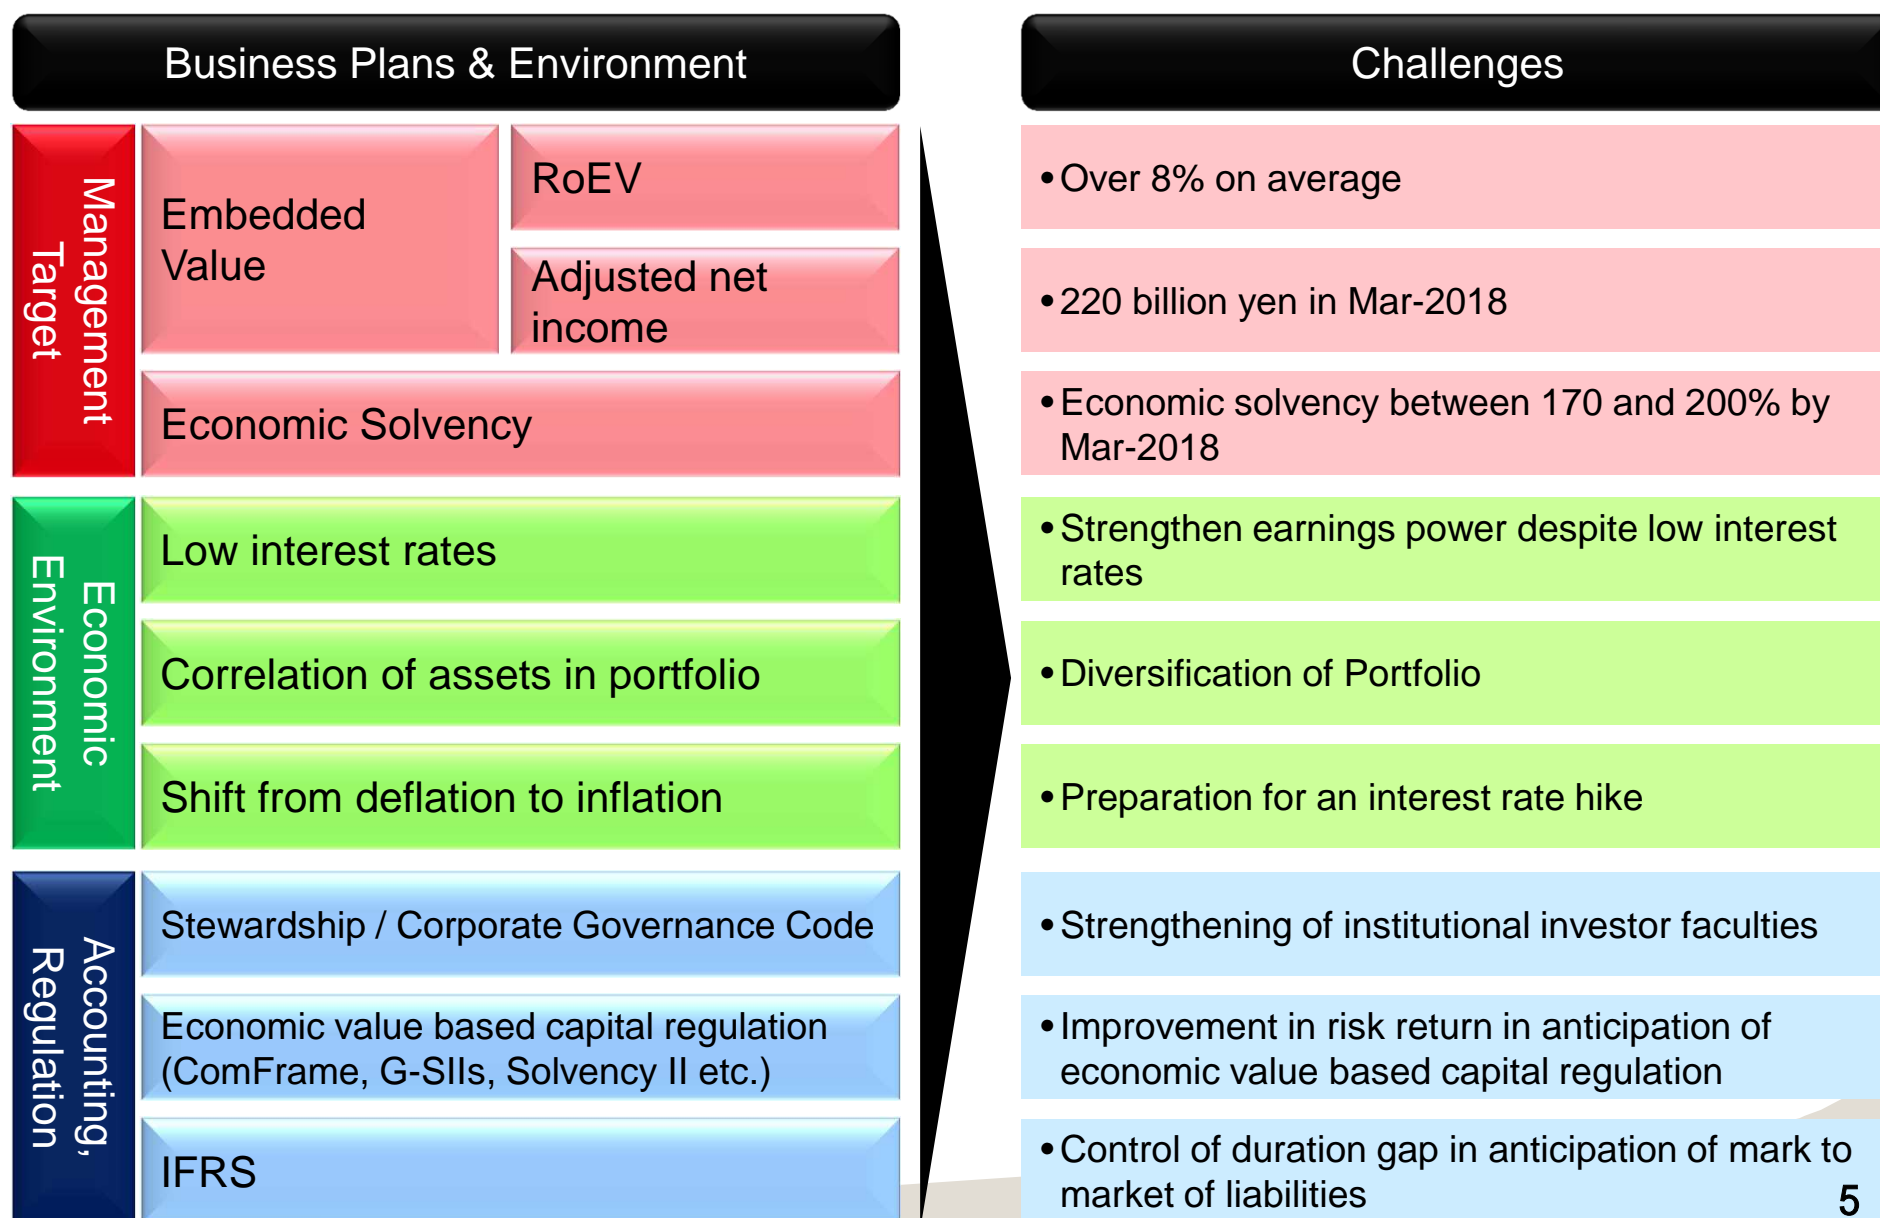 Business Plans & Environment
Challenges
Management
Target
Embedded
Value
RoEV
•Over 8% on average
Adjusted net
income
•220 billion yen in Mar-2018
Economic Solvency
•Economic solvency between 170 and 200% by
Mar-2018
Economic
Environment
Low interest rates
•Strengthen earnings power despite low interest
rates
Correlation of assets in portfolio
•Diversification of Portfolio
Shift from deflation to inflation
•Preparation for an interest rate hike
Accounting,
Regulation
Stewardship / Corporate Governance Code
•Strengthening of institutional investor faculties
Economic value based capital regulation
(ComFrame, G-SIIs, Solvency II etc.)
•Improvement in risk return in anticipation of
economic value based capital regulation
IFRS
•Control of duration gap in anticipation of mark to
market of liabilities
5